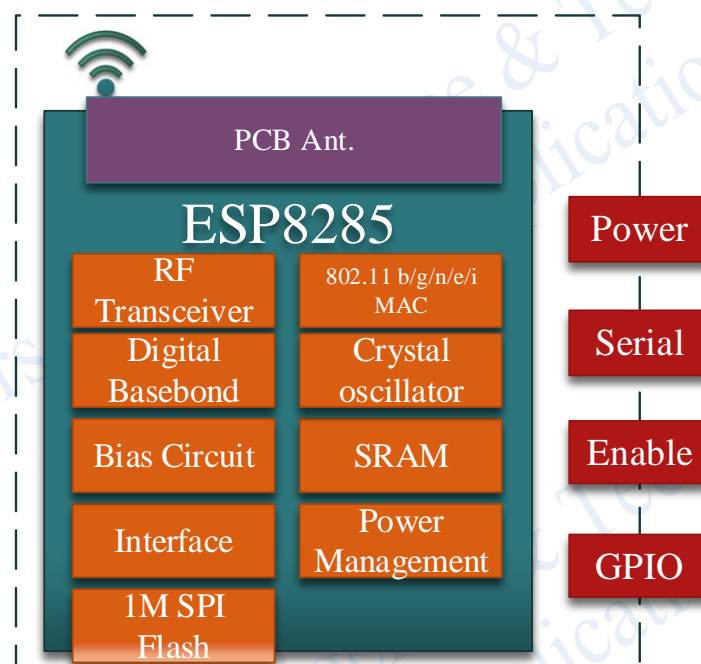 PCB Ant.
ESP8285
RF
Transceiver
802.11 b/g/n/e/i
MAC
Digital
Basebond
Crystal
oscillator
Bias Circuit
SRAM
Interface
Power
Management
1M SPI
Flash
Power
Serial
Enable
GPIO